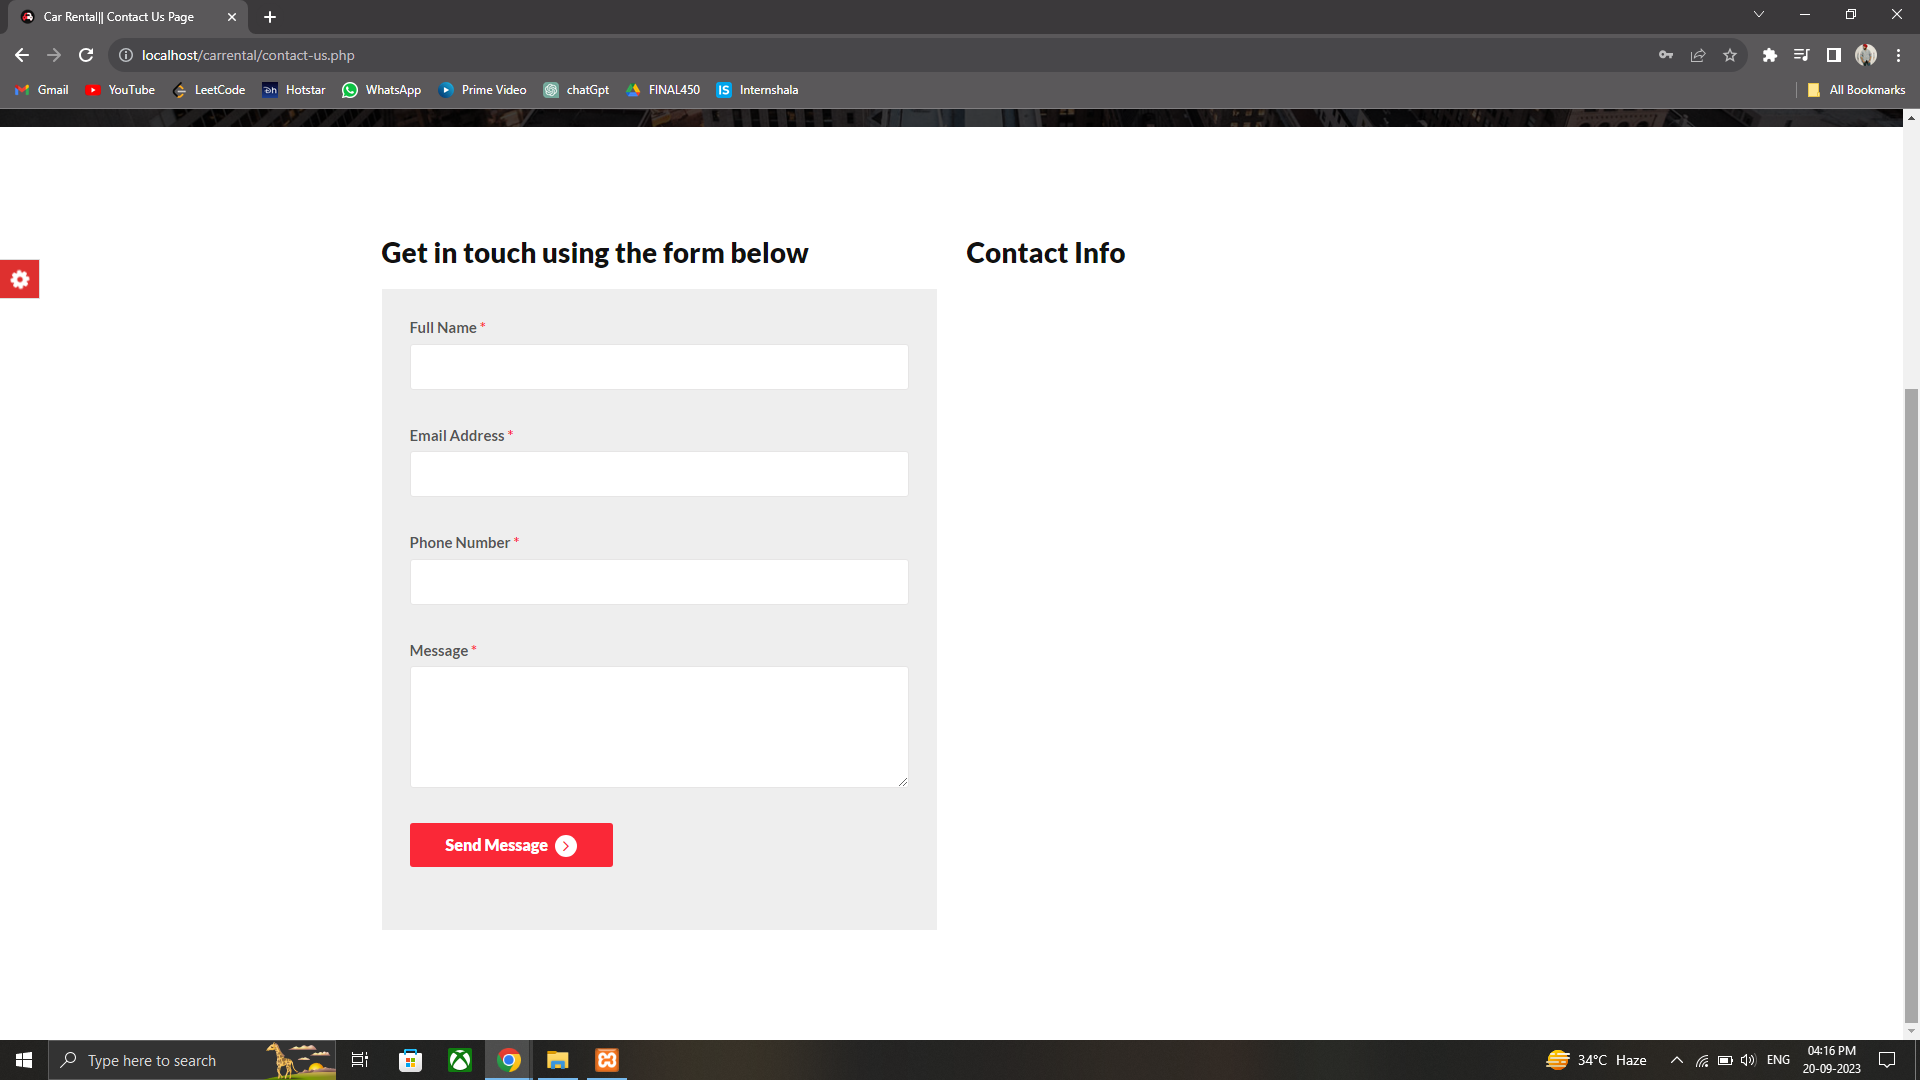 Car Rental|| Contact Us Page
localhost/carrental/contact-us.php
Gmail YouTube LeetCode Hotstar WhatsApp Prime Video chatGpt FINAL450 IS Internshala All Bookmarks
Get in touch using the form below
Contact Info
Full Name *
Email Address *
Phone Number *
Message *
Send Message
Type here to search
34°C Haze
ENG
04:16 PM
20-09-2023